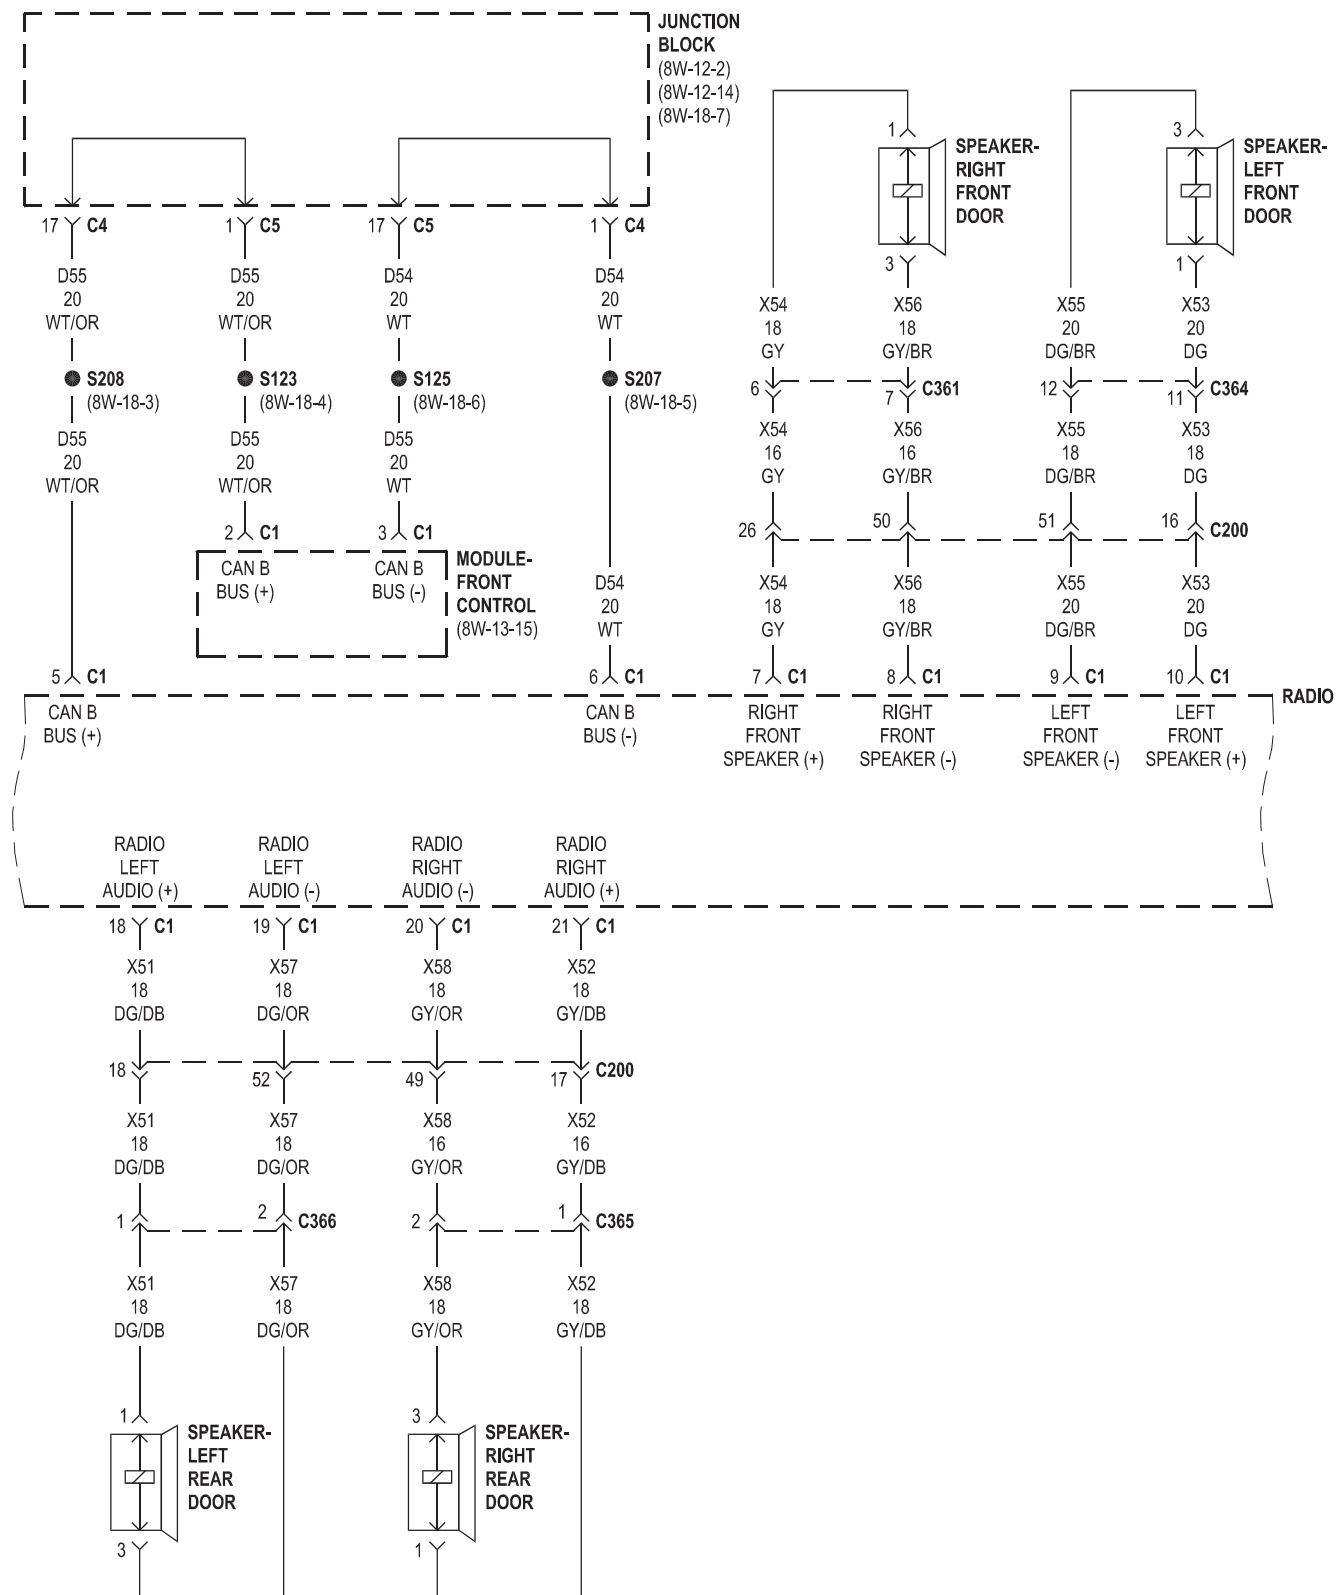 JUNCTION
BLOCK
(8W-12-2)
(8W-12-14)
(8W-18-7)
1
SPEAKER-
RIGHT
FRONT
DOOR
3
3
SPEAKER-
LEFT
FRONT
DOOR
1
17 C4
1 C5
17 C5
1 C4
D55
20
WT/OR
D55
20
WT/OR
D54
20
WT
D54
20
WT
X54
18
GY
X56
18
GY/BR
X55
20
DG/BR
X53
20
DG
S208
(8W-18-3)
S123
(8W-18-4)
S125
(8W-18-6)
S207
(8W-18-5)
6
7 C361
12
11 C364
D55
20
WT/OR
D55
20
WT/OR
D55
20
WT
X54
16
GY
X56
16
GY/BR
X55
18
DG/BR
X53
18
DG
2 C1
3 C1
26
50
51
16 C200
CAN B
BUS (+)
CAN B
BUS (-)
MODULE-
FRONT
CONTROL
(8W-13-15)
D54
20
WT
X54
18
GY
X56
18
GY/BR
X55
20
DG/BR
X53
20
DG
5 C1
6 C1
7 C1
8 C1
9 C1
10 C1
RADIO
CAN B
BUS (+)
CAN B
BUS (-)
RIGHT
FRONT
SPEAKER (+)
RIGHT
FRONT
SPEAKER (-)
LEFT
FRONT
SPEAKER (-)
LEFT
FRONT
SPEAKER (+)
RADIO
LEFT
AUDIO (+)
RADIO
LEFT
AUDIO (-)
RADIO
RIGHT
AUDIO (-)
RADIO
RIGHT
AUDIO (+)
18 C1
19 C1
20 C1
21 C1
X51
18
DG/DB
X57
18
DG/OR
X58
18
GY/OR
X52
18
GY/DB
18
52
49
17 C200
X51
18
DG/DB
X57
18
DG/OR
X58
16
GY/OR
X52
16
GY/DB
1
2 C366
2
1 C365
X51
18
DG/DB
X57
18
DG/OR
X58
18
GY/OR
X52
18
GY/DB
1
SPEAKER-
LEFT
REAR
DOOR
3
3
SPEAKER-
RIGHT
REAR
DOOR
1